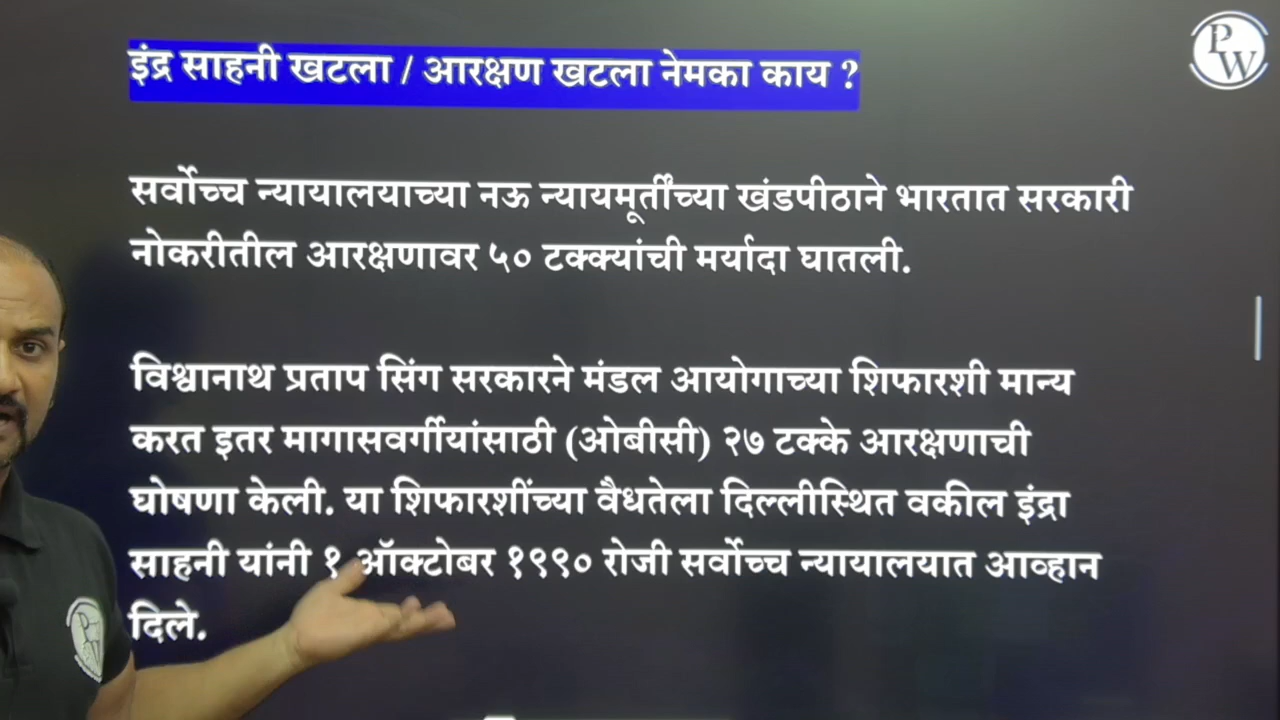 इंद्र साहनी खटला / आरक्षण खटला नेमका काय ?
PW
सर्वोच्च न्यायालयाच्या नऊ न्यायमूर्तींच्या खंडपीठाने भारतात सरकारी
नोकरीतील आरक्षणावर ५० टक्क्यांची मर्यादा घातली.
विश्वानाथ प्रताप सिंग सरकारने मंडल आयोगाच्या शिफारशी मान्य
करत इतर मागासवर्गीयांसाठी (ओबीसी) २७ टक्के आरक्षणाची
घोषणा केली. या शिफारशींच्या वैधतेला दिल्लीस्थित वकील इंद्रा
साहनी यांनी १ ऑक्टोबर १९९० रोजी सर्वोच्च न्यायालयात आव्हान
दिले.
PW